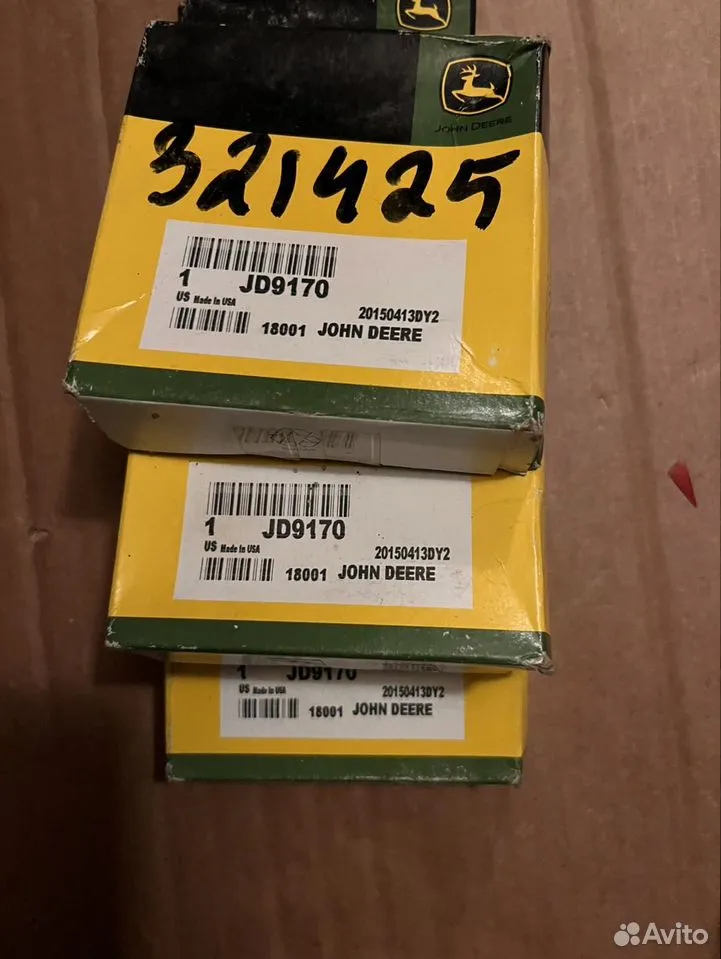 JOHN DEERE
321425
1 JD9170
US Made in USA
20150413DY2
18001 JOHN DEERE
1 JD9170
US Made in USA
20150413DY2
18001 JOHN DEERE
1 JD9170
US Made in USA
20150413DY2
18001 JOHN DEERE
Avito